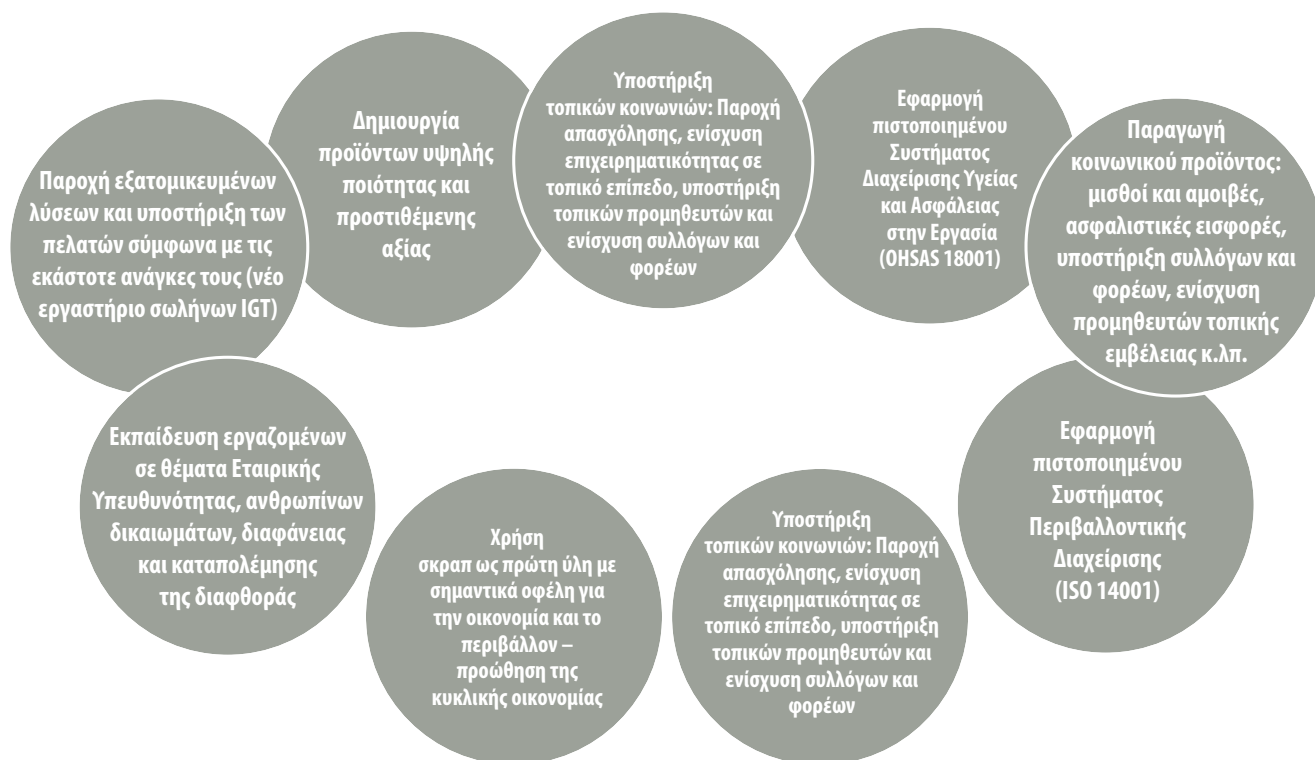 Παροχή εξατομικευμένων
λύσεων και υποστήριξη των
πελατών σύμφωνα με τις
εκάστοτε ανάγκες τους (νέο
εργαστήριο σωλήνων IGT)
Δημιουργία
προϊόντων υψηλής
ποιότητας και
προστιθέμενης
αξίας
Υποστήριξη
τοπικών κοινωνιών: Παροχή
απασχόλησης, ενίσχυση
επιχειρηματικότητας σε
τοπικό επίπεδο, υποστήριξη
τοπικών προμηθευτών και
ενίσχυση συλλόγων και
φορέων
Εφαρμογή
πιστοποιημένου
Συστήματος
Διαχείρισης Υγείας
και Ασφάλειας
στην Εργασία
(OHSAS 18001)
Παραγωγή
κοινωνικού προϊόντος:
μισθοί και αμοιβές,
ασφαλιστικές εισφορές,
υποστήριξη συλλόγων και
φορέων, ενίσχυση
προμηθευτών τοπικής
εμβέλειας κ.λπ.
Εκπαίδευση εργαζομένων
σε θέματα Εταιρικής
Υπευθυνότητας, ανθρωπίνων
δικαιωμάτων, διαφάνειας
και καταπολέμησης
της διαφθοράς
Χρήση
σκραπ ως πρώτη ύλη με
σημαντικά οφέλη για
την οικονομία και το
περιβάλλον –
προώθηση της
κυκλικής οικονομίας
Υποστήριξη
τοπικών κοινωνιών: Παροχή
απασχόλησης, ενίσχυση
επιχειρηματικότητας σε
τοπικό επίπεδο, υποστήριξη
τοπικών προμηθευτών και
ενίσχυση συλλόγων και
φορέων
Εφαρμογή
πιστοποιημένου
Συστήματος
Περιβαλλοντικής
Διαχείρισης
(ISO 14001)